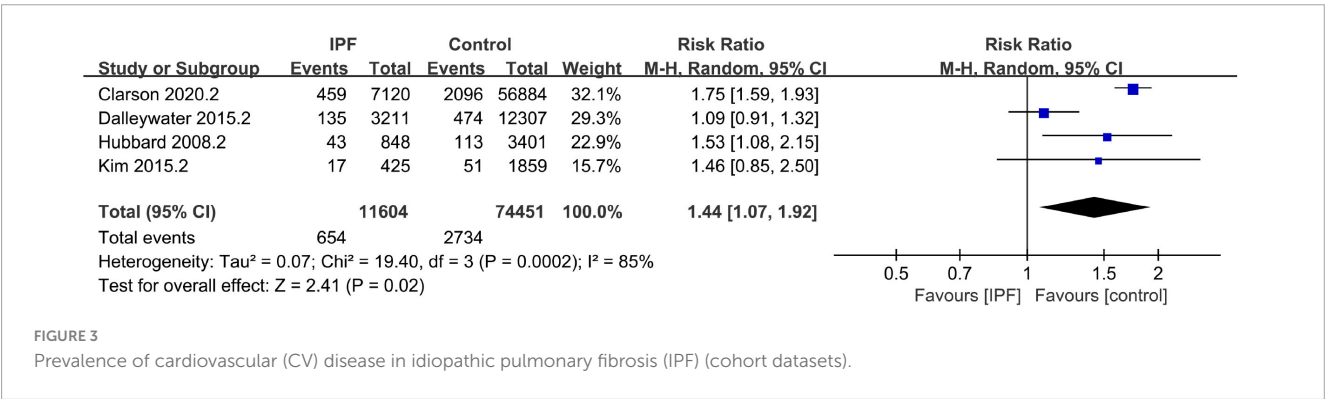 IPF Control Risk Ratio Risk Ratio
Study or Subgroup Events Total Events Total Weight M-H, Random, 95% CI M-H, Random, 95% CI
Clarson 2020.2 459 7120 2096 56884 32.1% 1.75 [1.59, 1.93]
Dalleywater 2015.2 135 3211 474 12307 29.3% 1.09 [0.91, 1.32]
Hubbard 2008.2 43 848 113 3401 22.9% 1.53 [1.08, 2.15]
Kim 2015.2 17 425 51 1859 15.7% 1.46 [0.85, 2.50]
Total (95% CI) 11604 74451 100.0% 1.44 [1.07, 1.92]
Total events 654 2734
Heterogeneity: Tau² = 0.07; Chi² = 19.40, df = 3 (P = 0.0002); I² = 85%
Test for overall effect: Z = 2.41 (P = 0.02)
0.5 0.7 1 1.5 2
Favours [IPF] Favours [control]
FIGURE 3
Prevalence of cardiovascular (CV) disease in idiopathic pulmonary fibrosis (IPF) (cohort datasets).